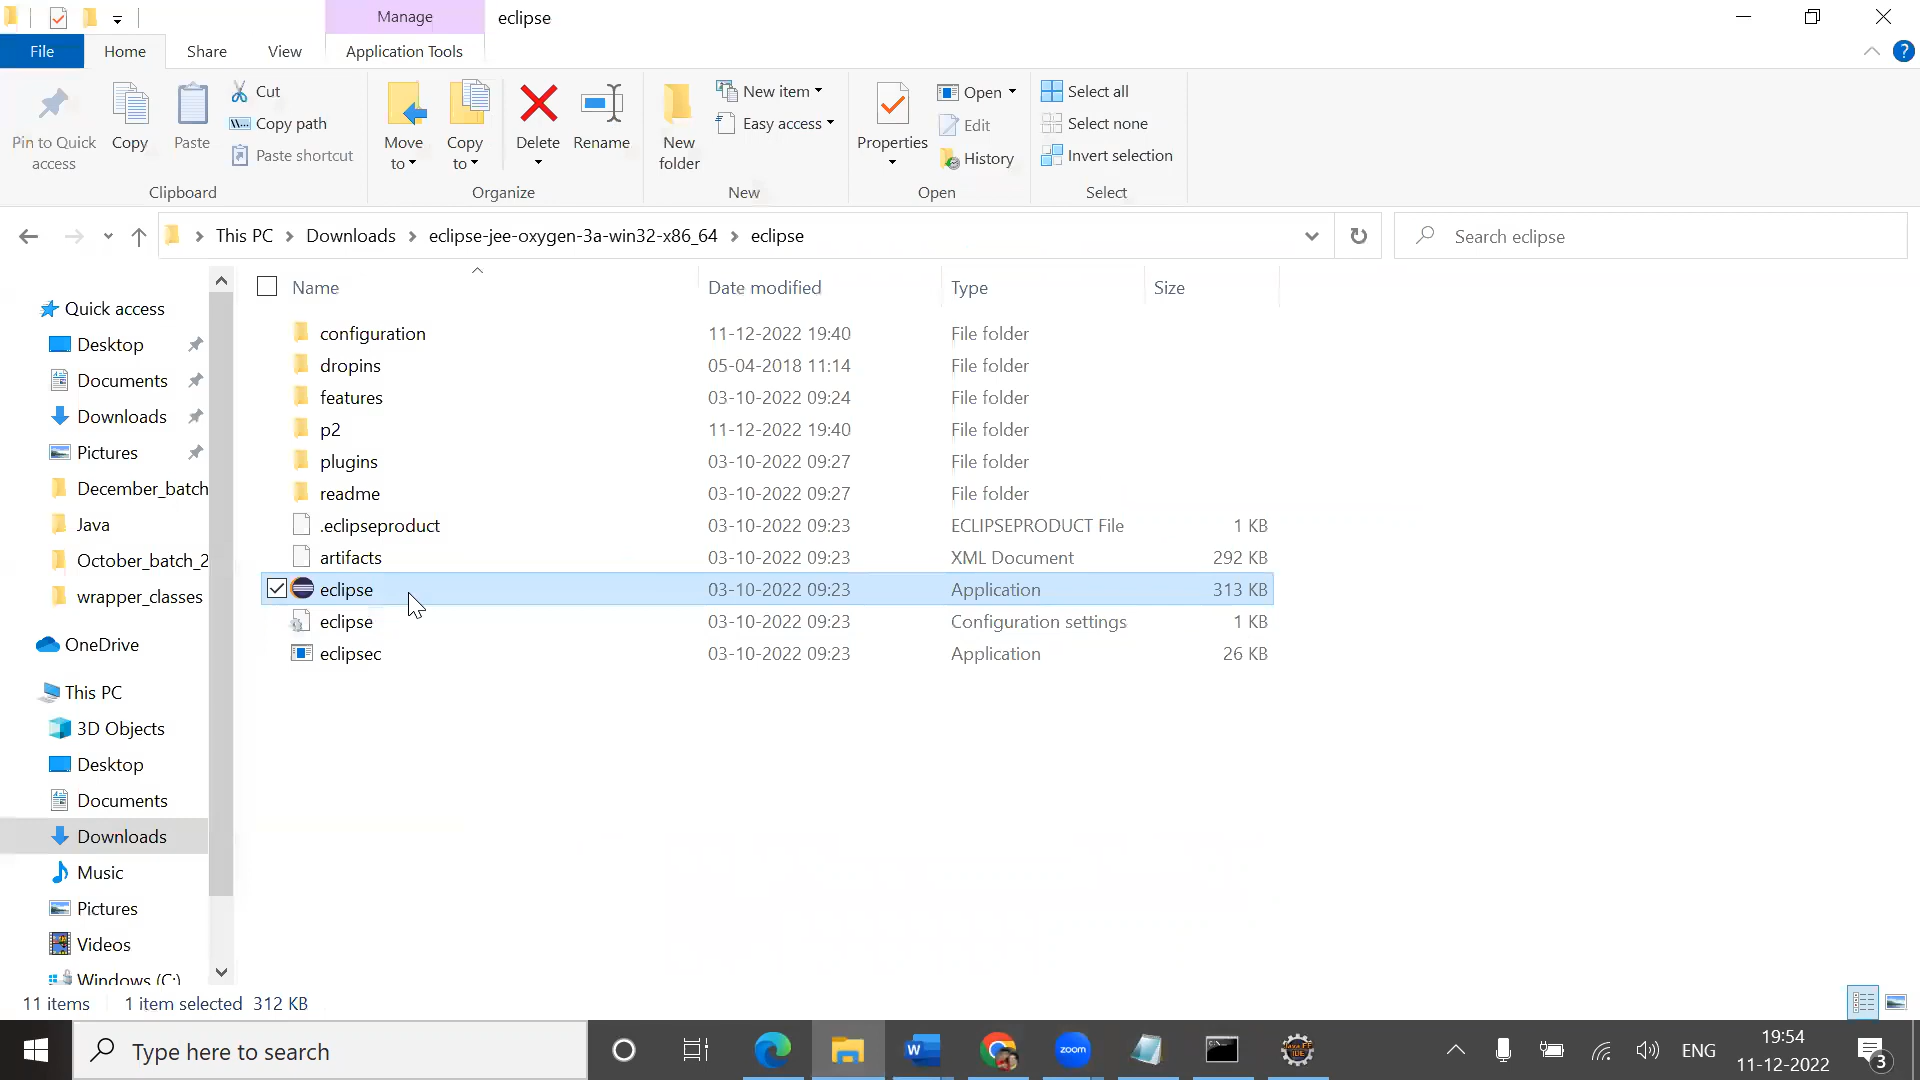 Manage
eclipse
File
Home
Share
View
Application Tools
Pin to Quick access
Copy
Paste
Cut
Copy path
Paste shortcut
Clipboard
Move to
Copy to
Delete
Rename
Organize
New folder
New item
Easy access
New
Properties
Open
Edit
History
Open
Select all
Select none
Invert selection
Select
This PC
Downloads
eclipse-jee-oxygen-3a-win32-x86_64
eclipse
Search eclipse
Quick access
Desktop
Documents
Downloads
Pictures
December_batch
Java
October_batch_2
wrapper_classes
OneDrive
This PC
3D Objects
Desktop
Documents
Downloads
Music
Pictures
Videos
Windows (C:)
Name Date modified Type Size
configuration 11-12-2022 19:40 File folder
dropins 05-04-2018 11:14 File folder
features 03-10-2022 09:24 File folder
p2 11-12-2022 19:40 File folder
plugins 03-10-2022 09:27 File folder
readme 03-10-2022 09:27 File folder
.eclipseproduct 03-10-2022 09:23 ECLIPSEPRODUCT File 1 KB
artifacts 03-10-2022 09:23 XML Document 292 KB
eclipse 03-10-2022 09:23 Application 313 KB
eclipse 03-10-2022 09:23 Configuration settings 1 KB
eclipsec 03-10-2022 09:23 Application 26 KB
11 items 1 item selected 312 KB
Type here to search
W
zoom
Java EE
IDE
ENG
19:54
11-12-2022
3